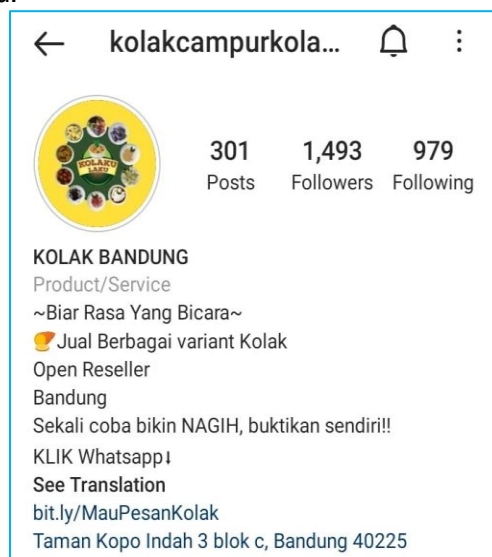 kolakcampurkola...
KOLAKU
LAKU
301 1,493 979
Posts Followers Following
KOLAK BANDUNG
Product/Service
~Biar Rasa Yang Bicara~
Jual Berbagai variant Kolak
Open Reseller
Bandung
Sekali coba bikin NAGIH, buktikan sendiri!!
KLIK Whatsapp↓
See Translation
bit.ly/MauPesanKolak
Taman Kopo Indah 3 blok c, Bandung 40225